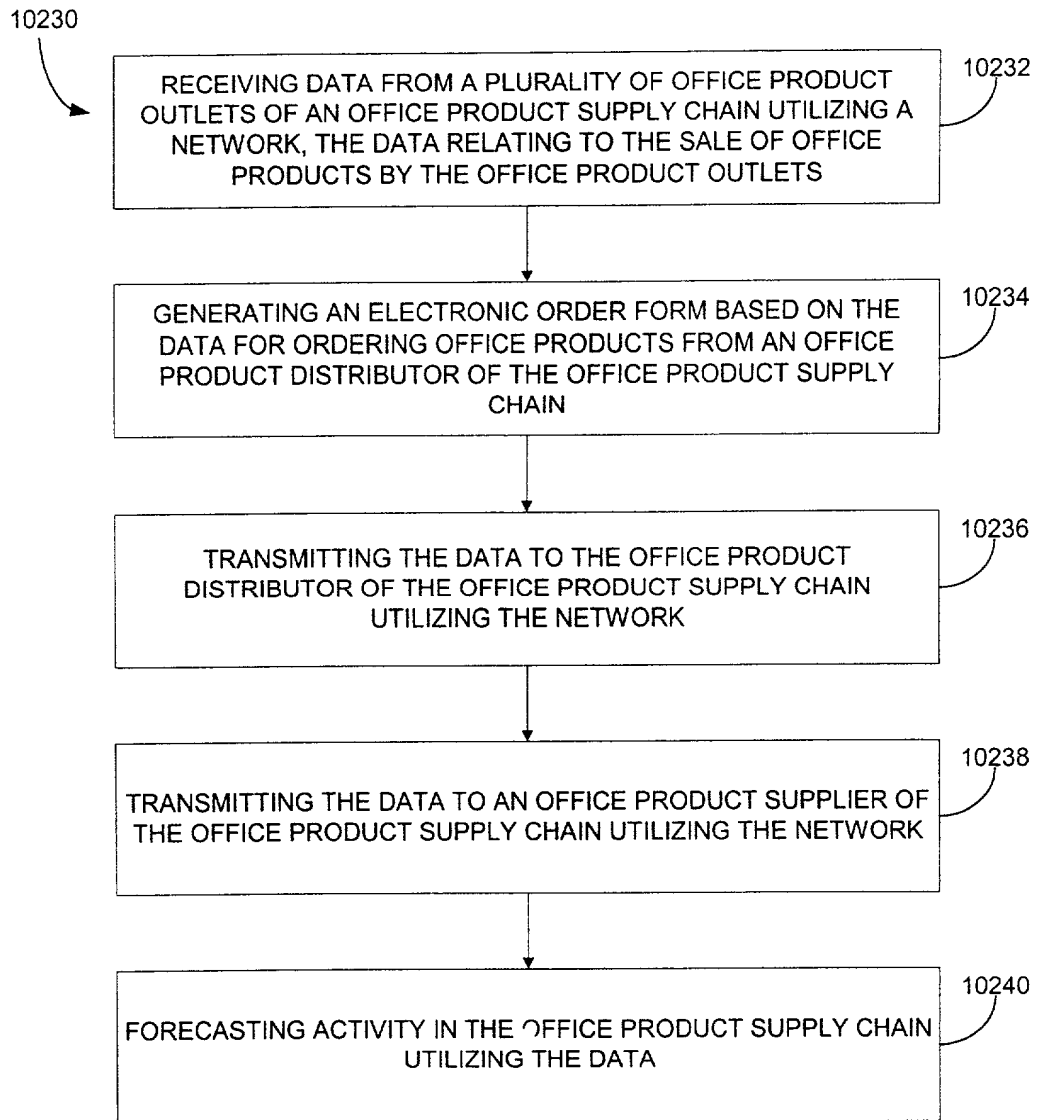 10230
RECEIVING DATA FROM A PLURALITY OF OFFICE PRODUCT
OUTLETS OF AN OFFICE PRODUCT SUPPLY CHAIN UTILIZING A
NETWORK, THE DATA RELATING TO THE SALE OF OFFICE
PRODUCTS BY THE OFFICE PRODUCT OUTLETS
10232
GENERATING AN ELECTRONIC ORDER FORM BASED ON THE
DATA FOR ORDERING OFFICE PRODUCTS FROM AN OFFICE
PRODUCT DISTRIBUTOR OF THE OFFICE PRODUCT SUPPLY
CHAIN
10234
TRANSMITTING THE DATA TO THE OFFICE PRODUCT
DISTRIBUTOR OF THE OFFICE PRODUCT SUPPLY CHAIN
UTILIZING THE NETWORK
10236
TRANSMITTING THE DATA TO AN OFFICE PRODUCT SUPPLIER OF
THE OFFICE PRODUCT SUPPLY CHAIN UTILIZING THE NETWORK
10238
FORECASTING ACTIVITY IN THE OFFICE PRODUCT SUPPLY CHAIN
UTILIZING THE DATA
10240